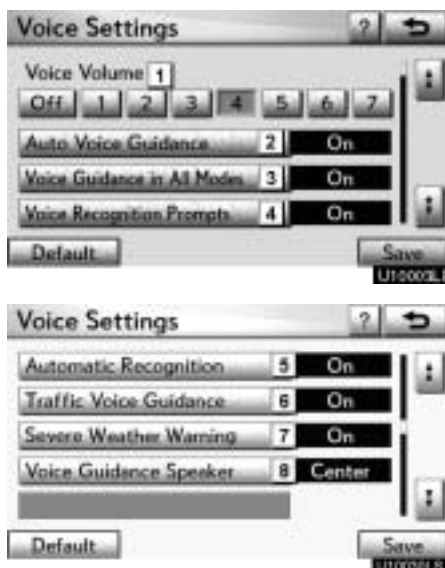 Voice Settings ?
Voice Volume 1
Off 1 2 3 4 5 6 7
Auto Voice Guidance 2 On
Voice Guidance in All Modes 3 On
Voice Recognition Prompts 4 On
Default Save
Voice Settings ?
Automatic Recognition 5 On
Traffic Voice Guidance 6 On
Severe Weather Warning 7 On
Voice Guidance Speaker 8 Center
Default Save